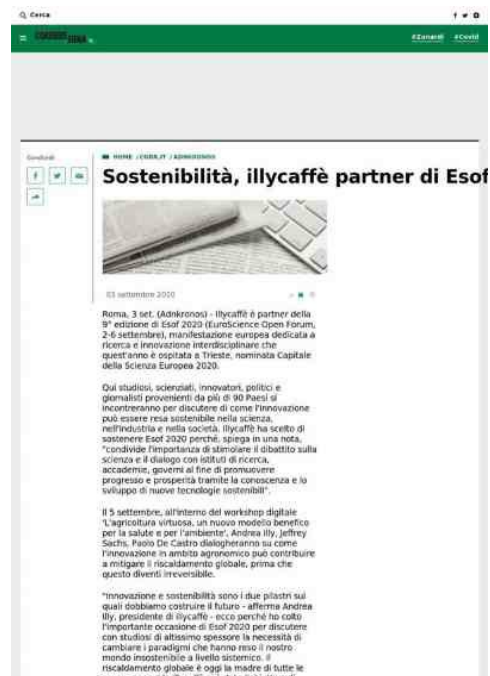 Cerca
#Zanardi #Covid
Condividi
HOME / CORR.IT / ADNKRONOS
Sostenibilità, illycaffè partner di Esof
03 settembre 2020
Roma, 3 set. (Adnkronos) - Illycaffè è partner della
9ª edizione di Esof 2020 (EuroScience Open Forum,
2-6 settembre), manifestazione europea dedicata a
ricerca e innovazione interdisciplinare che
quest'anno è ospitata a Trieste, nominata Capitale
della Scienza Europea 2020.
Qui studiosi, scienziati, innovatori, politici e
giornalisti provenienti da più di 90 Paesi si
incontreranno per discutere di come l'innovazione
può essere resa sostenibile nella scienza,
nell'industria e nella società. Illycaffè ha scelto di
sostenere Esof 2020 perché, spiega in una nota,
"condivide l'importanza di stimolare il dibattito sulla
scienza e il dialogo con istituti di ricerca,
accademie, governi al fine di promuovere
progresso e prosperità tramite la conoscenza e lo
sviluppo di nuove tecnologie sostenibili".
Il 5 settembre, all'interno del workshop digitale
'L'agricoltura virtuosa, un nuovo modello benefico
per la salute e per l'ambiente', Andrea Illy, Jeffrey
Sachs, Paolo De Castro dialogheranno su come
l'innovazione in ambito agronomico può contribuire
a mitigare il riscaldamento globale, prima che
questo diventi irreversibile.
"Innovazione e sostenibilità sono i due pilastri sui
quali dobbiamo costruire il futuro - afferma Andrea
Illy, presidente di illycaffè - ecco perché ho colto
l'importante occasione di Esof 2020 per discutere
con studiosi di altissimo spessore la necessità di
cambiare i paradigmi che hanno reso il nostro
mondo insostenibile a livello sistemico. Il
riscaldamento globale è oggi la madre di tutte le